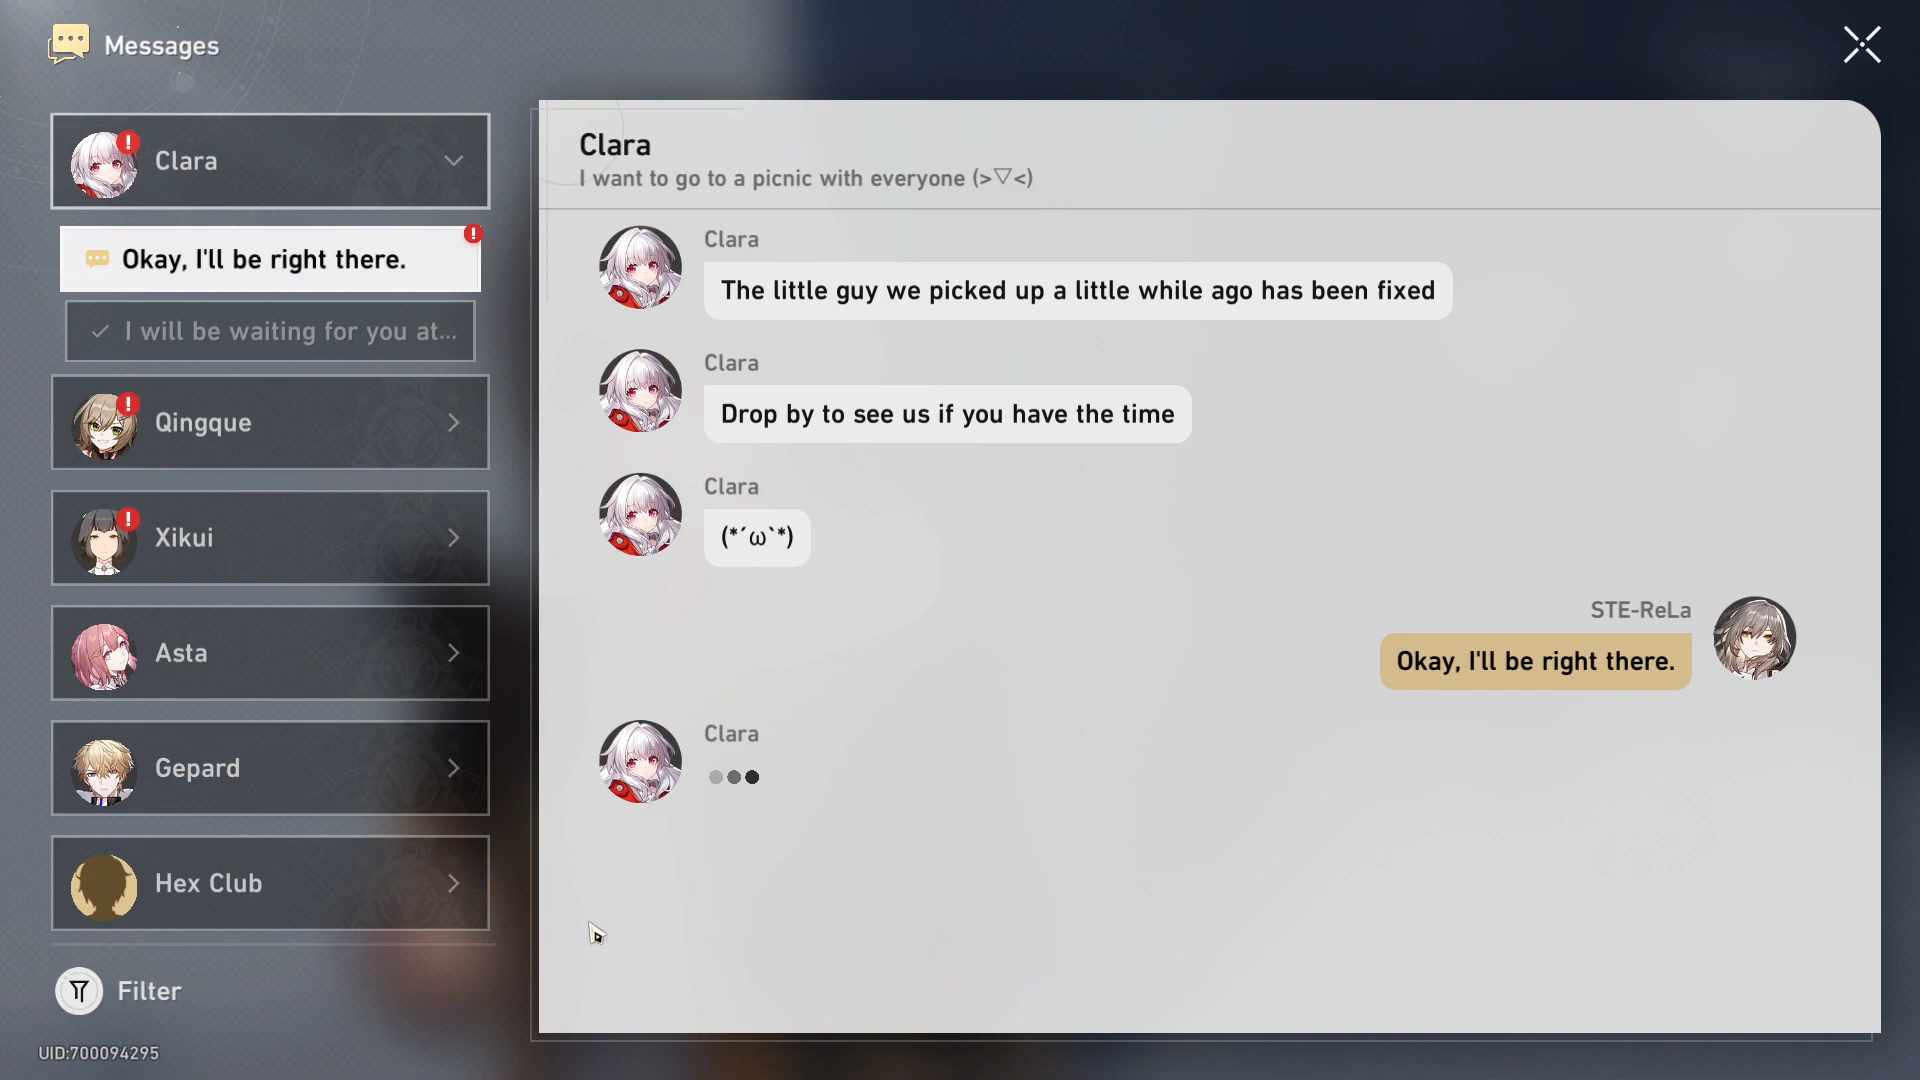 Messages
Clara
Okay, I'll be right there.
I will be waiting for you at...
Qingque
Xikui
Asta
Gepard
Hex Club
Filter
UID:700094295
Clara
I want to go to a picnic with everyone (>▽<)
Clara
The little guy we picked up a little while ago has been fixed
Clara
Drop by to see us if you have the time
Clara
(*´ω`*)
STE-ReLa
Okay, I'll be right there.
Clara